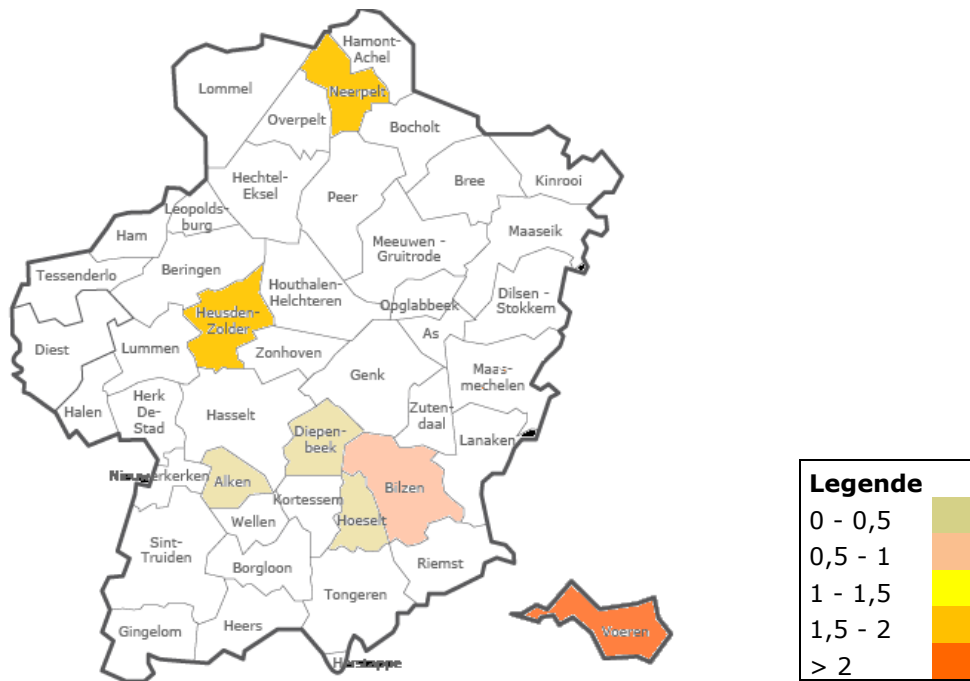 Hamont-
Achel
Lommel
Neerpelt
Overpelt
Bocholt
Hechtel-
Eksel
Peer
Bree
Kinrooi
Leopolds-
burg
Ham
Maaseik
Meeuwen -
Gruitrode
Tessenderlo
Beringen
Houthalen-
Helchteren
Opglabbeek
Dilsen -
Stokkem
Heusden-
Zolder
As
Diest
Lummen
Zonhoven
Genk
Maas-
mechelen
Halen
Herk
De-
Stad
Hasselt
Zuten-
daal
Diepen-
beek
Lanaken
Nieuwerkerken
Alken
Bilzen
Kortessem
Wellen
Hoeselt
Sint-
Truiden
Borgloon
Riemst
Tongeren
Gingelom
Heers
Herstappe
Voeren
Legende
0 - 0,5
0,5 - 1
1 - 1,5
1,5 - 2
> 2